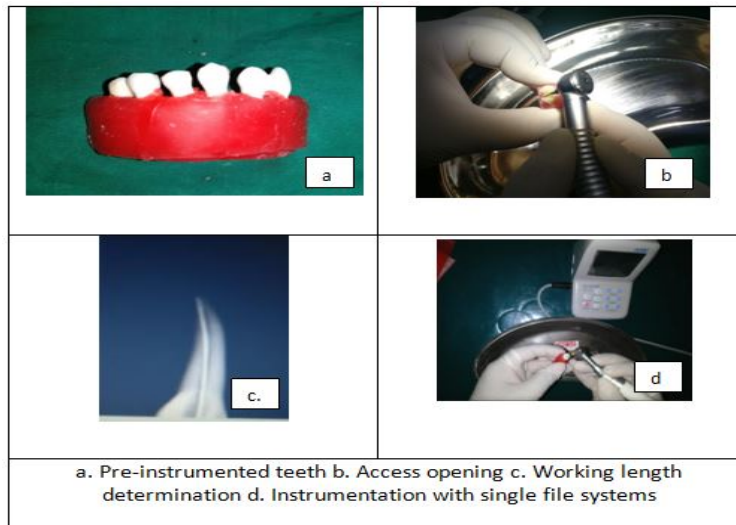 a
b
c.
d
a. Pre-instrumented teeth b. Access opening c. Working length
determination d. Instrumentation with single file systems